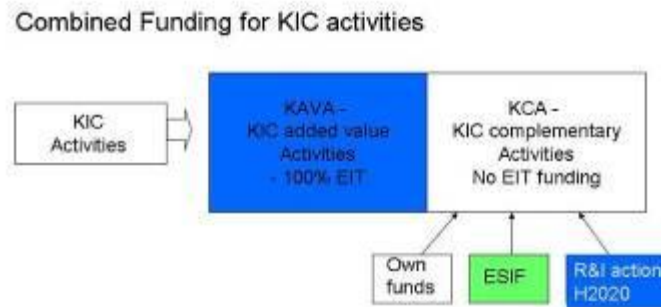 Combined Funding for KIC activities
KIC
Activities
KAVA -
KIC added value
Activities
- 100% EIT
KCA -
KIC complementary
Activities
No EIT funding
Own
funds
ESIF
R&I action
H2020